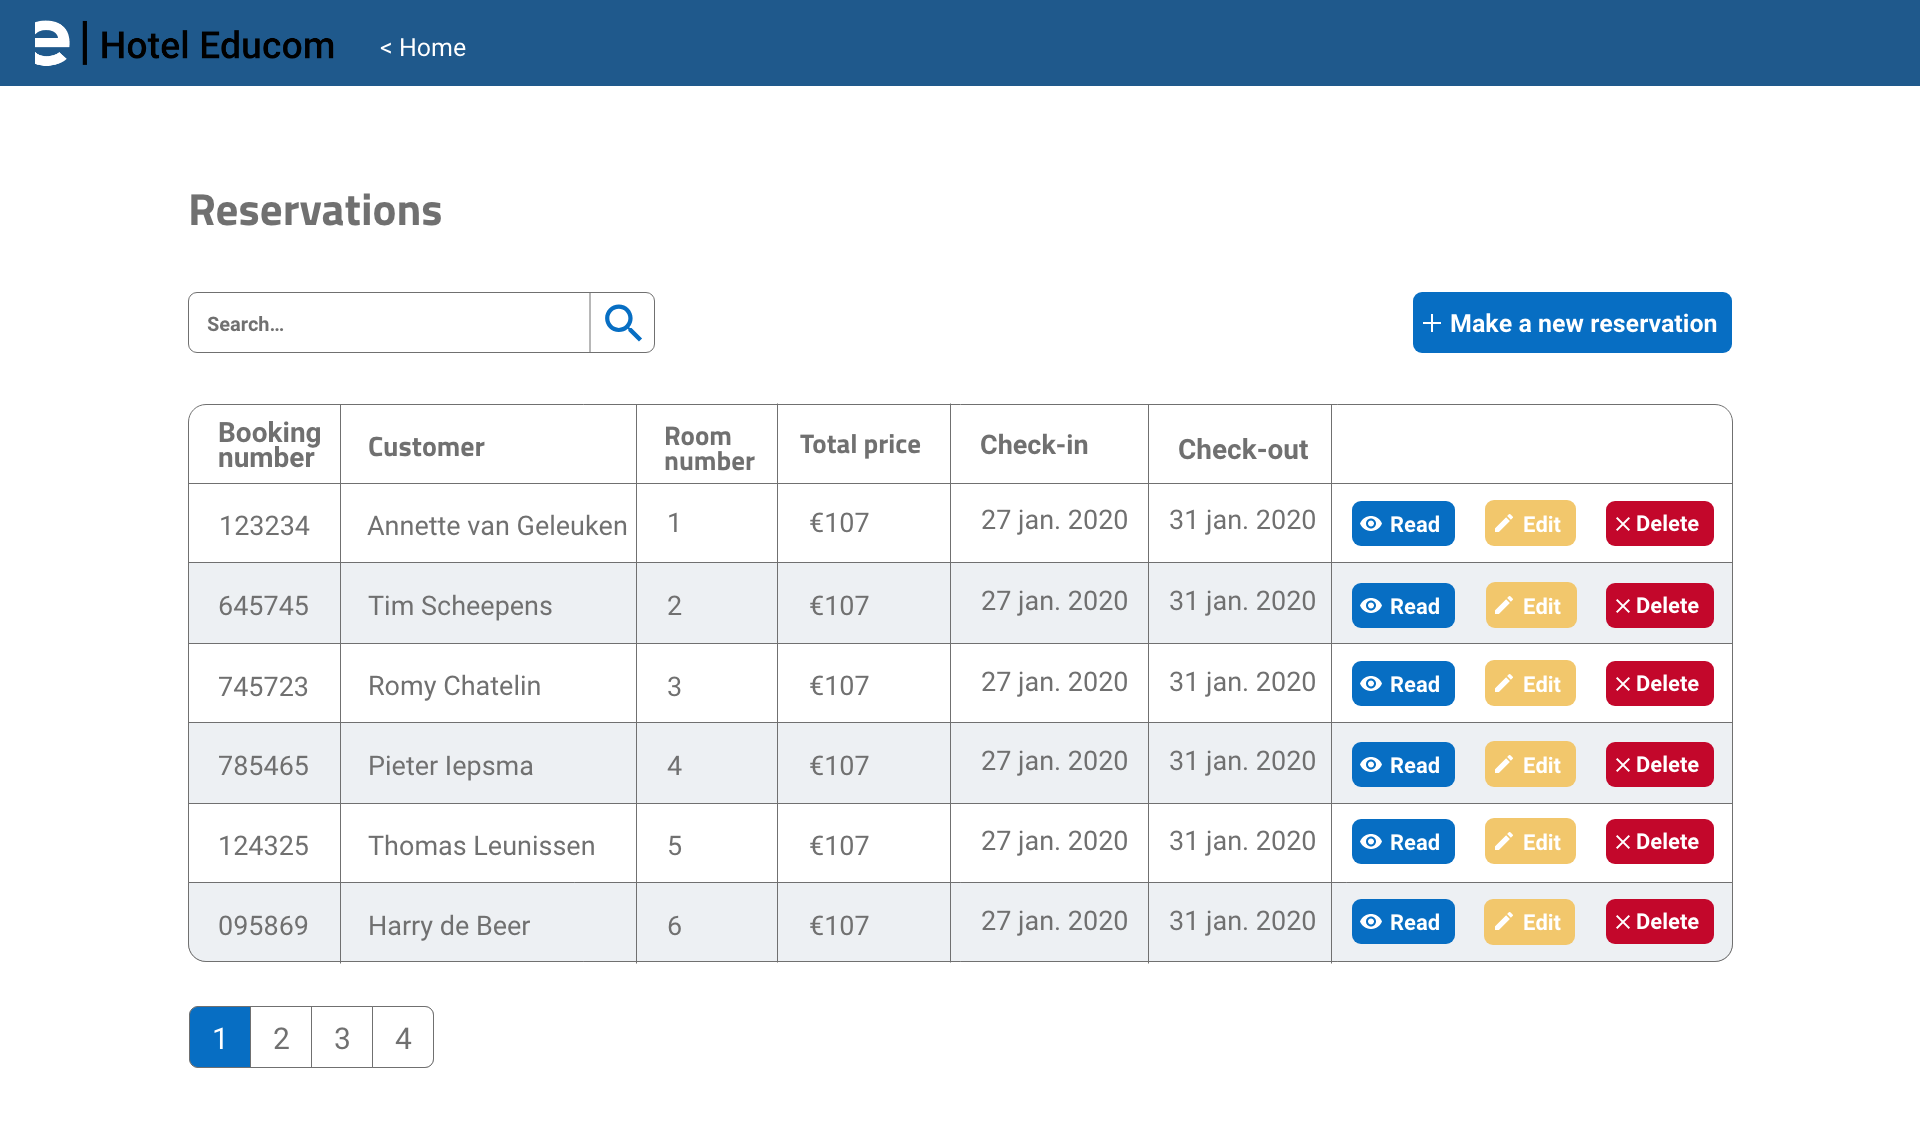 e | Hotel Educom < Home
Reservations
Search...
+ Make a new reservation
Booking number Customer Room number Total price Check-in Check-out
123234 Annette van Geleuken 1 €107 27 jan. 2020 31 jan. 2020 Read Edit Delete
645745 Tim Scheepens 2 €107 27 jan. 2020 31 jan. 2020 Read Edit Delete
745723 Romy Chatelin 3 €107 27 jan. 2020 31 jan. 2020 Read Edit Delete
785465 Pieter Iepsma 4 €107 27 jan. 2020 31 jan. 2020 Read Edit Delete
124325 Thomas Leunissen 5 €107 27 jan. 2020 31 jan. 2020 Read Edit Delete
095869 Harry de Beer 6 €107 27 jan. 2020 31 jan. 2020 Read Edit Delete
1 2 3 4